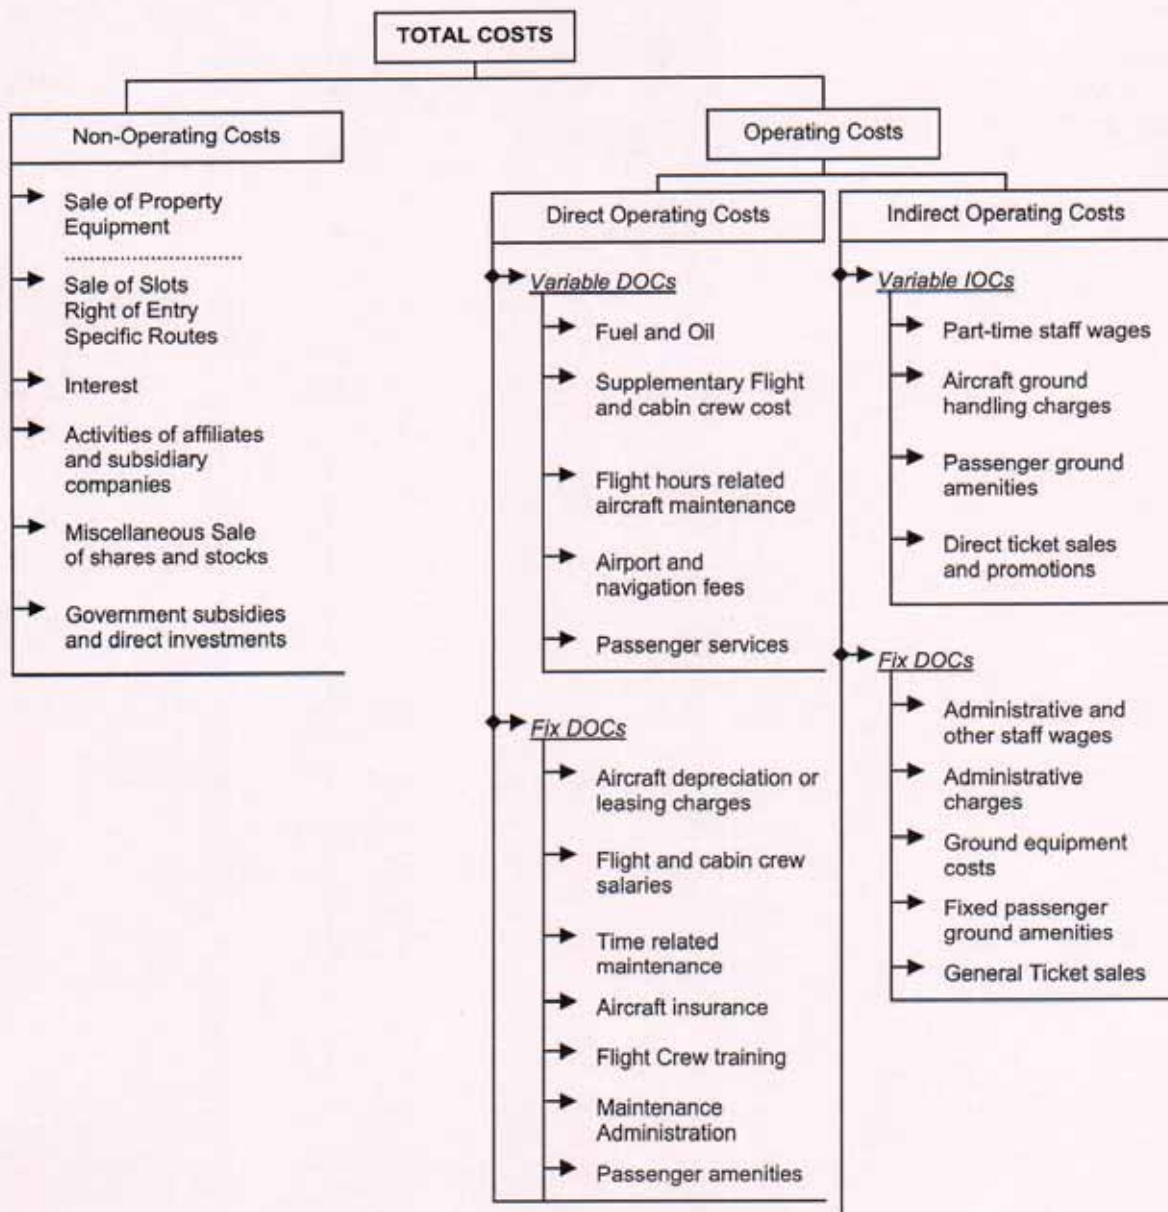 TOTAL COSTS
Non-Operating Costs
Sale of Property
Equipment
Sale of Slots
Right of Entry
Specific Routes
Interest
Activities of affiliates
and subsidiary
companies
Miscellaneous Sale
of shares and stocks
Government subsidies
and direct investments
Operating Costs
Direct Operating Costs
Variable DOCs
Fuel and Oil
Supplementary Flight
and cabin crew cost
Flight hours related
aircraft maintenance
Airport and
navigation fees
Passenger services
Fix DOCs
Aircraft depreciation or
leasing charges
Flight and cabin crew
salaries
Time related
maintenance
Aircraft insurance
Flight Crew training
Maintenance
Administration
Passenger amenities
Indirect Operating Costs
Variable IOCs
Part-time staff wages
Aircraft ground
handling charges
Passenger ground
amenities
Direct ticket sales
and promotions
Fix DOCs
Administrative and
other staff wages
Administrative
charges
Ground equipment
costs
Fixed passenger
ground amenities
General Ticket sales